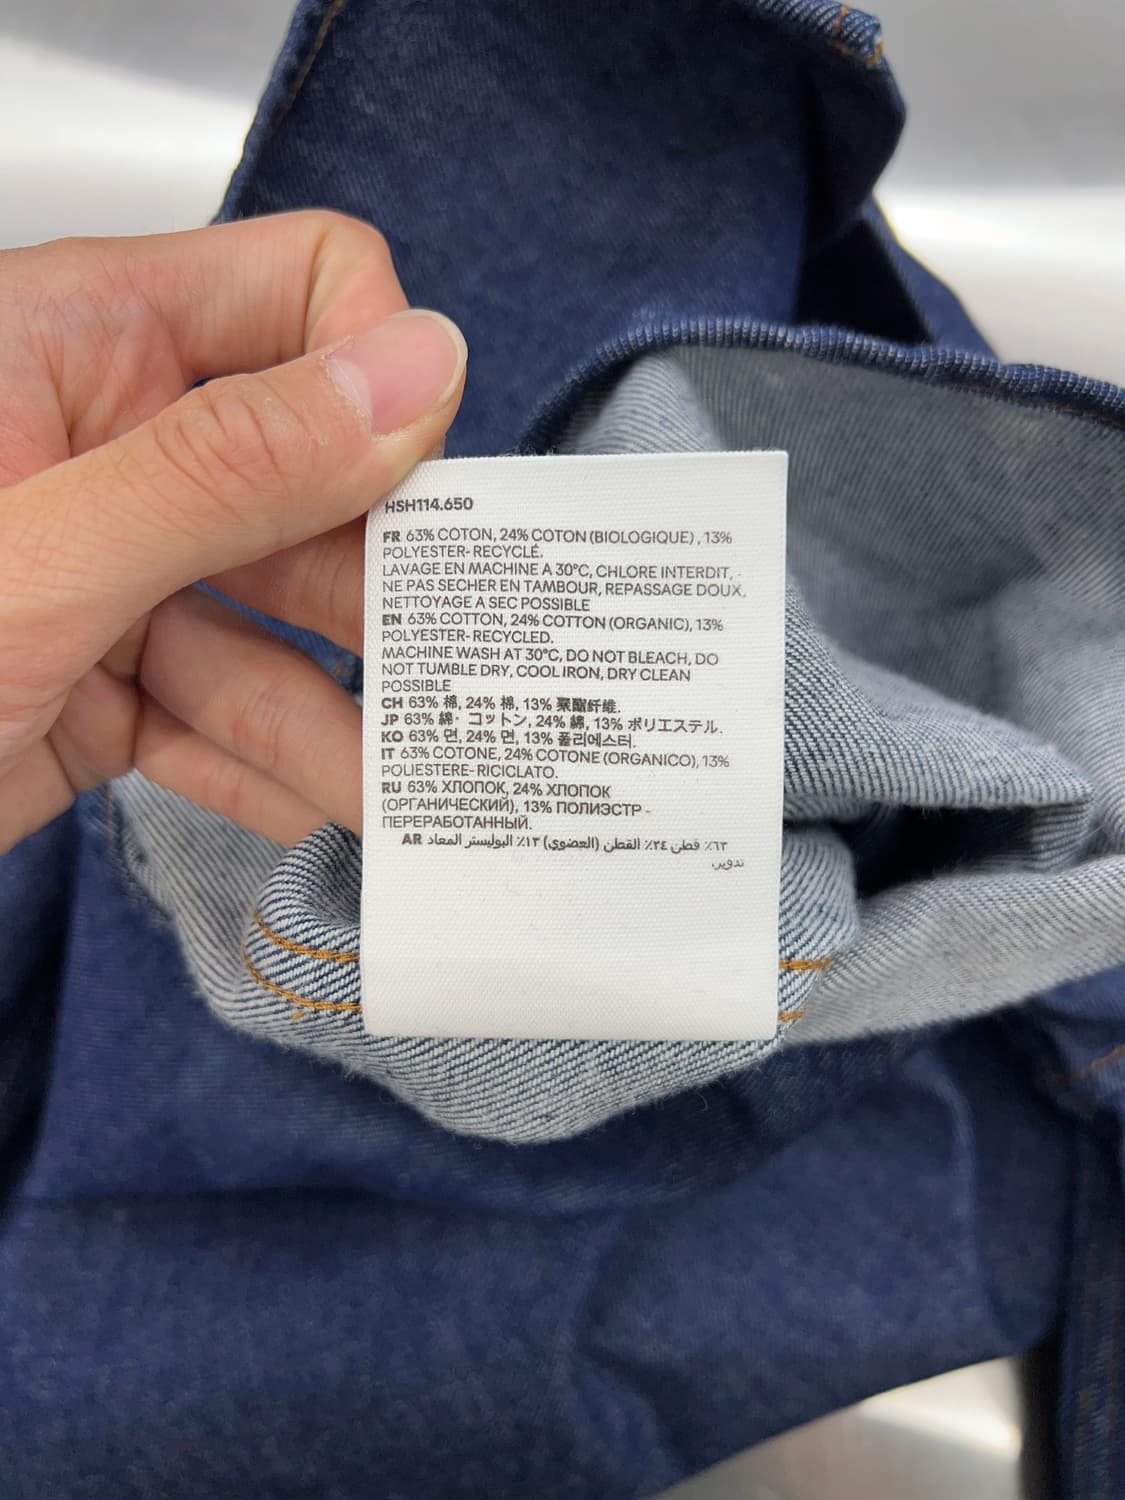 HSH114.650
FR 63% COTON, 24% COTON (BIOLOGIQUE) , 13%
POLYESTER- RECYCLÉ.
LAVAGE EN MACHINE A 30°C, CHLORE INTERDIT,
NE PAS SECHER EN TAMBOUR, REPASSAGE DOUX,
NETTOYAGE A SEC POSSIBLE
EN 63% COTTON, 24% COTTON (ORGANIC), 13%
POLYESTER- RECYCLED.
MACHINE WASH AT 30°C, DO NOT BLEACH, DO
NOT TUMBLE DRY, COOL IRON, DRY CLEAN
POSSIBLE
CH 63% 棉, 24% 棉, 13% 聚酯纤维.
JP 63% 綿・コットン, 24% 綿, 13% ポリエステル.
KO 63% 면, 24% 면, 13% 폴리에스터.
IT 63% COTONE, 24% COTONE (ORGANICO), 13%
POLIESTERE- RICICLATO.
RU 63% ХЛОПОК, 24% ХЛОПОК
(ОРГАНИЧЕСКИЙ), 13% ПОЛИЭСТР -
ПЕРЕРАБОТАННЫЙ.
٦٣٪ قطن ٢٤٪ القطن (العضوي) ١٣٪ البوليستر المعاد AR
تدوير.